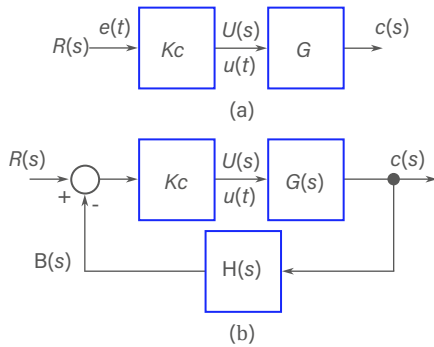 e(t)
R(s)
Kc
U(s)
u(t)
G
c(s)
(a)
R(s)
+
-
Kc
U(s)
u(t)
G(s)
c(s)
B(s)
H(s)
(b)